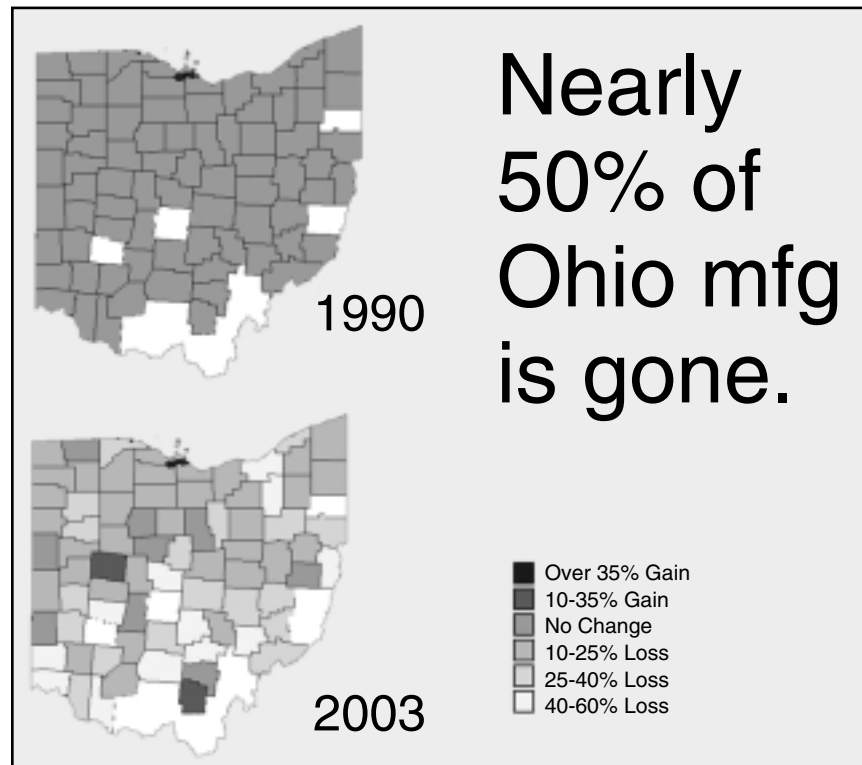 Nearly
50% of
Ohio mfg
is gone.
1990
2003
Over 35% Gain
10-35% Gain
No Change
10-25% Loss
25-40% Loss
40-60% Loss